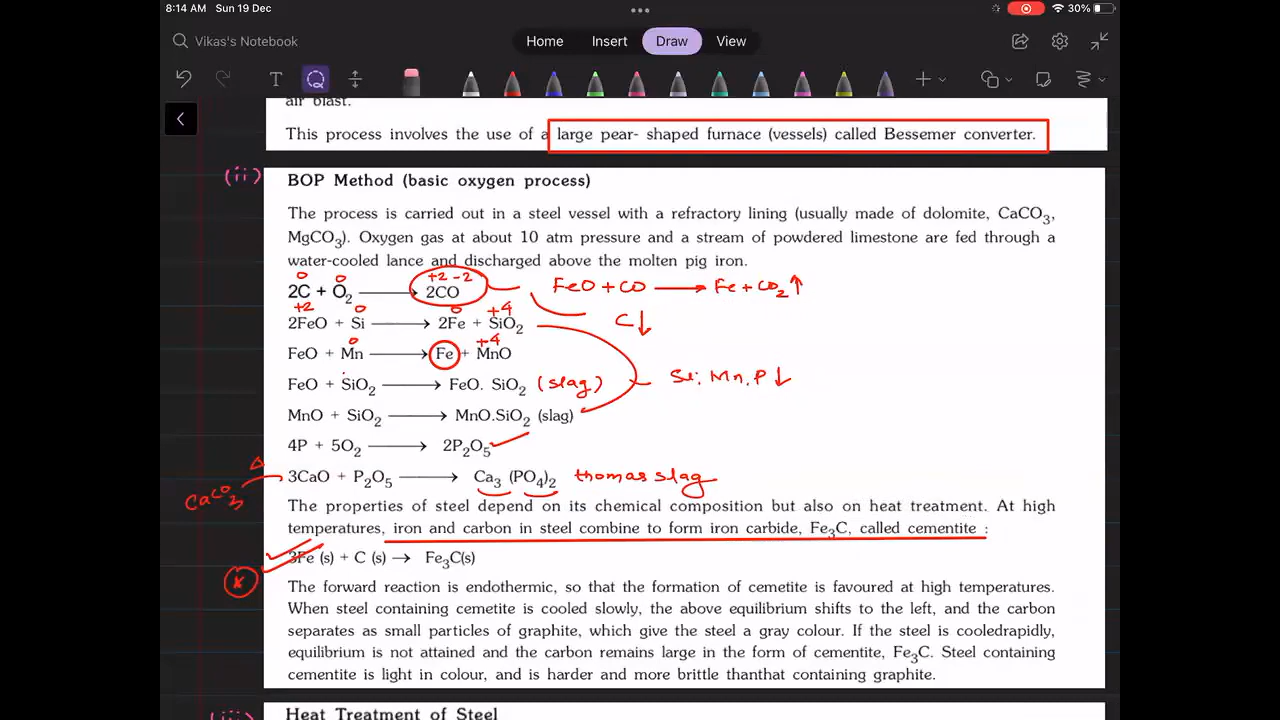 8:14 AM Sun 19 Dec
30%
Vikas's Notebook
Home Insert Draw View
air blast.
This process involves the use of a large pear- shaped furnace (vessels) called Bessemer converter.
(ii)
BOP Method (basic oxygen process)
The process is carried out in a steel vessel with a refractory lining (usually made of dolomite, CaCO₃,
MgCO₃). Oxygen gas at about 10 atm pressure and a stream of powdered limestone are fed through a
water-cooled lance and discharged above the molten pig iron.
0 0 +2 -2
2C + O₂ ⟶ 2CO FeO + CO ⟶ Fe + CO₂ ↑
+2 0 0 +4
C↓
2FeO + Si ⟶ 2Fe + SiO₂
0 +4
FeO + Mn ⟶ Fe + MnO
Si, Mn, P ↓
FeO + SiO₂ ⟶ FeO. SiO₂ (slag)
MnO + SiO₂ ⟶ MnO.SiO₂ (slag)
4P + 5O₂ ⟶ 2P₂O₅
Δ
3CaO + P₂O₅ ⟶ Ca₃ (PO₄)₂ thomas slag
CaCO₃
The properties of steel depend on its chemical composition but also on heat treatment. At high
temperatures, iron and carbon in steel combine to form iron carbide, Fe₃C, called cementite :
3Fe (s) + C (s) → Fe₃C(s)
The forward reaction is endothermic, so that the formation of cemetite is favoured at high temperatures.
When steel containing cemetite is cooled slowly, the above equilibrium shifts to the left, and the carbon
separates as small particles of graphite, which give the steel a gray colour. If the steel is cooledrapidly,
equilibrium is not attained and the carbon remains large in the form of cementite, Fe₃C. Steel containing
cementite is light in colour, and is harder and more brittle thanthat containing graphite.
(iii)
Heat Treatment of Steel